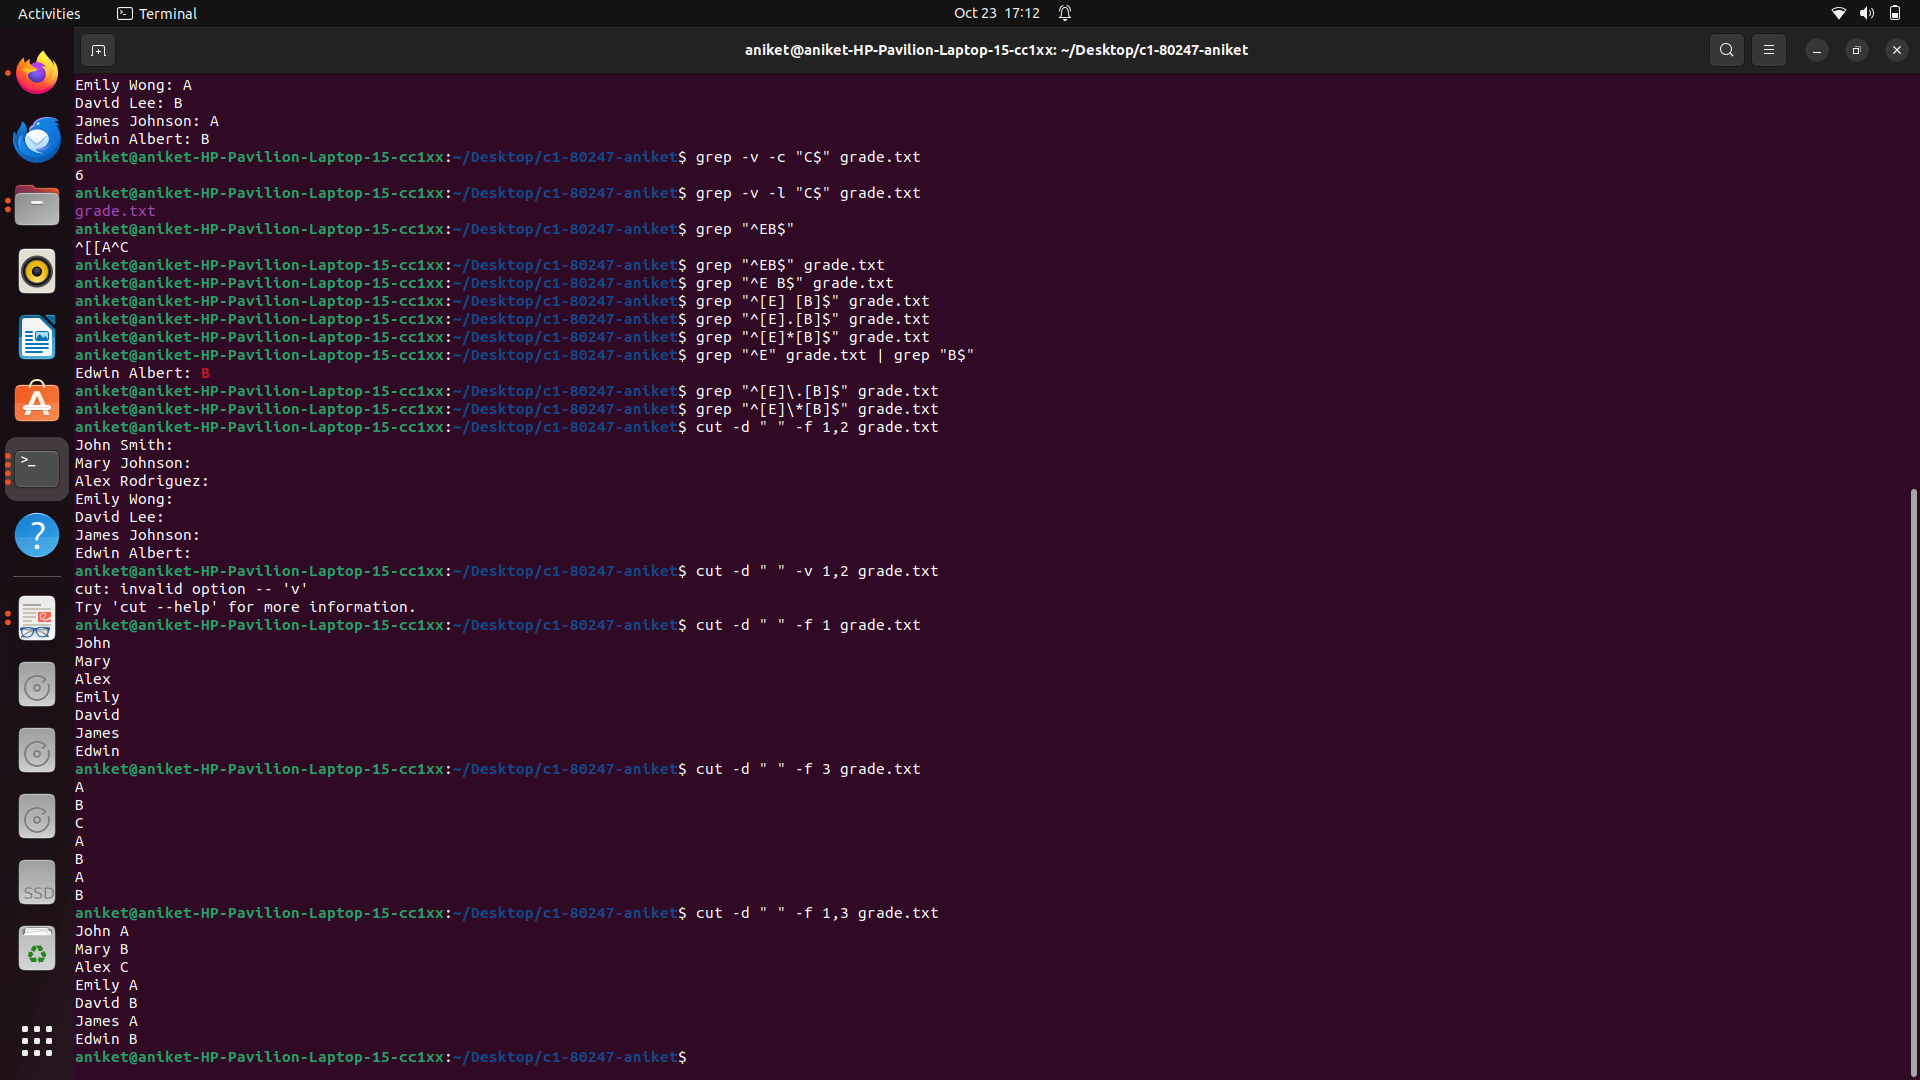 Activities
Terminal
Oct 23 17:12
aniket@aniket-HP-Pavilion-Laptop-15-cc1xx: ~/Desktop/c1-80247-aniket
Emily Wong: A
David Lee: B
James Johnson: A
Edwin Albert: B
aniket@aniket-HP-Pavilion-Laptop-15-cc1xx:~/Desktop/c1-80247-aniket$ grep -v -c "C$" grade.txt
6
aniket@aniket-HP-Pavilion-Laptop-15-cc1xx:~/Desktop/c1-80247-aniket$ grep -v -l "C$" grade.txt
grade.txt
aniket@aniket-HP-Pavilion-Laptop-15-cc1xx:~/Desktop/c1-80247-aniket$ grep "^EB$"
^[[A^C
aniket@aniket-HP-Pavilion-Laptop-15-cc1xx:~/Desktop/c1-80247-aniket$ grep "^EB$" grade.txt
aniket@aniket-HP-Pavilion-Laptop-15-cc1xx:~/Desktop/c1-80247-aniket$ grep "^E B$" grade.txt
aniket@aniket-HP-Pavilion-Laptop-15-cc1xx:~/Desktop/c1-80247-aniket$ grep "^[E] [B]$" grade.txt
aniket@aniket-HP-Pavilion-Laptop-15-cc1xx:~/Desktop/c1-80247-aniket$ grep "^[E].[B]$" grade.txt
aniket@aniket-HP-Pavilion-Laptop-15-cc1xx:~/Desktop/c1-80247-aniket$ grep "^[E]*[B]$" grade.txt
aniket@aniket-HP-Pavilion-Laptop-15-cc1xx:~/Desktop/c1-80247-aniket$ grep "^E" grade.txt | grep "B$"
Edwin Albert: B
aniket@aniket-HP-Pavilion-Laptop-15-cc1xx:~/Desktop/c1-80247-aniket$ grep "^[E]\.[B]$" grade.txt
aniket@aniket-HP-Pavilion-Laptop-15-cc1xx:~/Desktop/c1-80247-aniket$ grep "^[E]\*[B]$" grade.txt
aniket@aniket-HP-Pavilion-Laptop-15-cc1xx:~/Desktop/c1-80247-aniket$ cut -d " " -f 1,2 grade.txt
John Smith:
Mary Johnson:
Alex Rodriguez:
Emily Wong:
David Lee:
James Johnson:
Edwin Albert:
aniket@aniket-HP-Pavilion-Laptop-15-cc1xx:~/Desktop/c1-80247-aniket$ cut -d " " -v 1,2 grade.txt
cut: invalid option -- 'v'
Try 'cut --help' for more information.
aniket@aniket-HP-Pavilion-Laptop-15-cc1xx:~/Desktop/c1-80247-aniket$ cut -d " " -f 1 grade.txt
John
Mary
Alex
Emily
David
James
Edwin
aniket@aniket-HP-Pavilion-Laptop-15-cc1xx:~/Desktop/c1-80247-aniket$ cut -d " " -f 3 grade.txt
A
B
C
A
B
A
B
aniket@aniket-HP-Pavilion-Laptop-15-cc1xx:~/Desktop/c1-80247-aniket$ cut -d " " -f 1,3 grade.txt
John A
Mary B
Alex C
Emily A
David B
James A
Edwin B
aniket@aniket-HP-Pavilion-Laptop-15-cc1xx:~/Desktop/c1-80247-aniket$
SSD